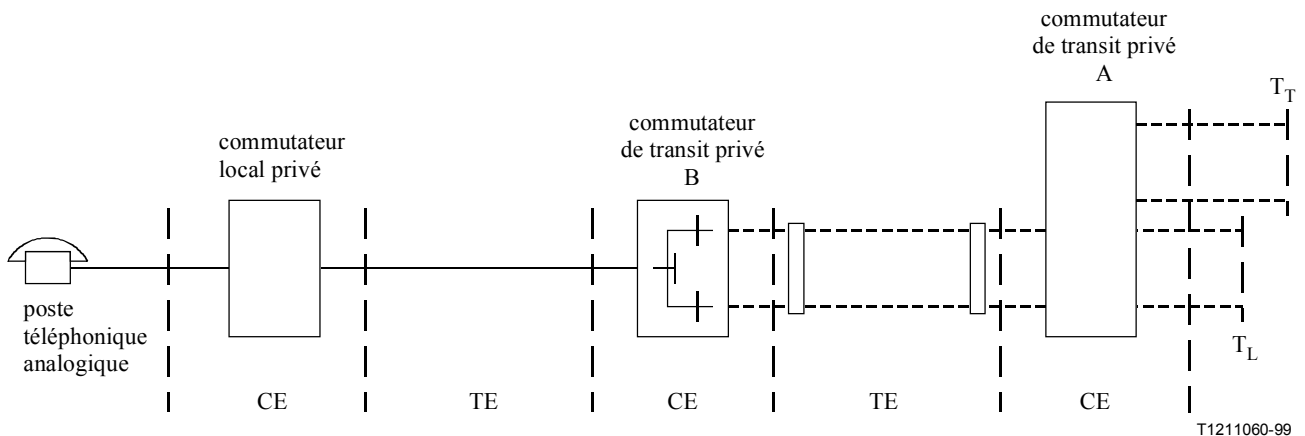 commutateur
de transit privé
A
T_T
commutateur
de transit privé
B
commutateur
local privé
poste
téléphonique
analogique
T_L
CE
TE
CE
TE
CE
T1211060-99